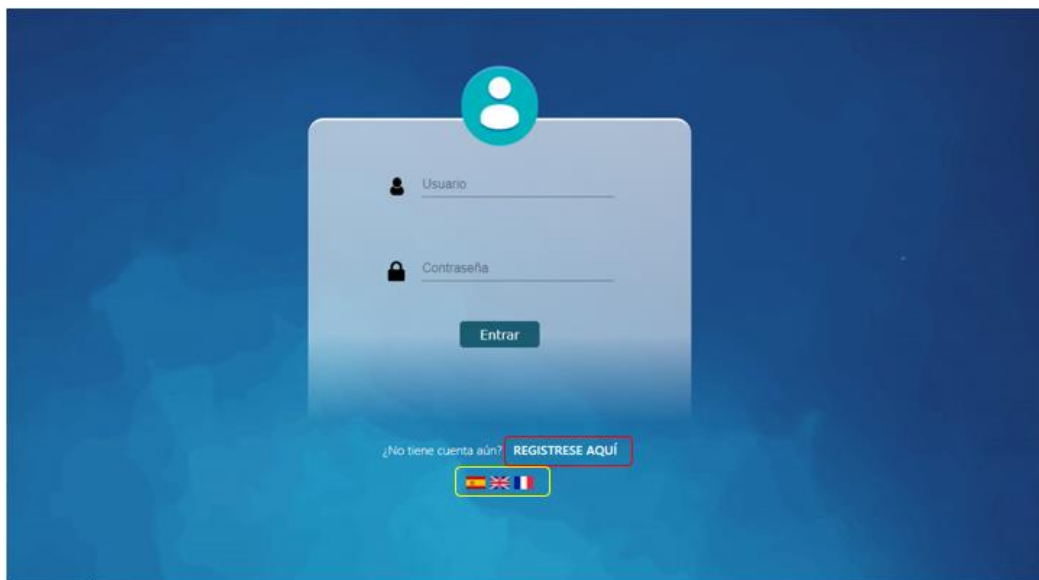 Usuario
Contraseña
Entrar
¿No tiene cuenta aún? REGISTRESE AQUÍ